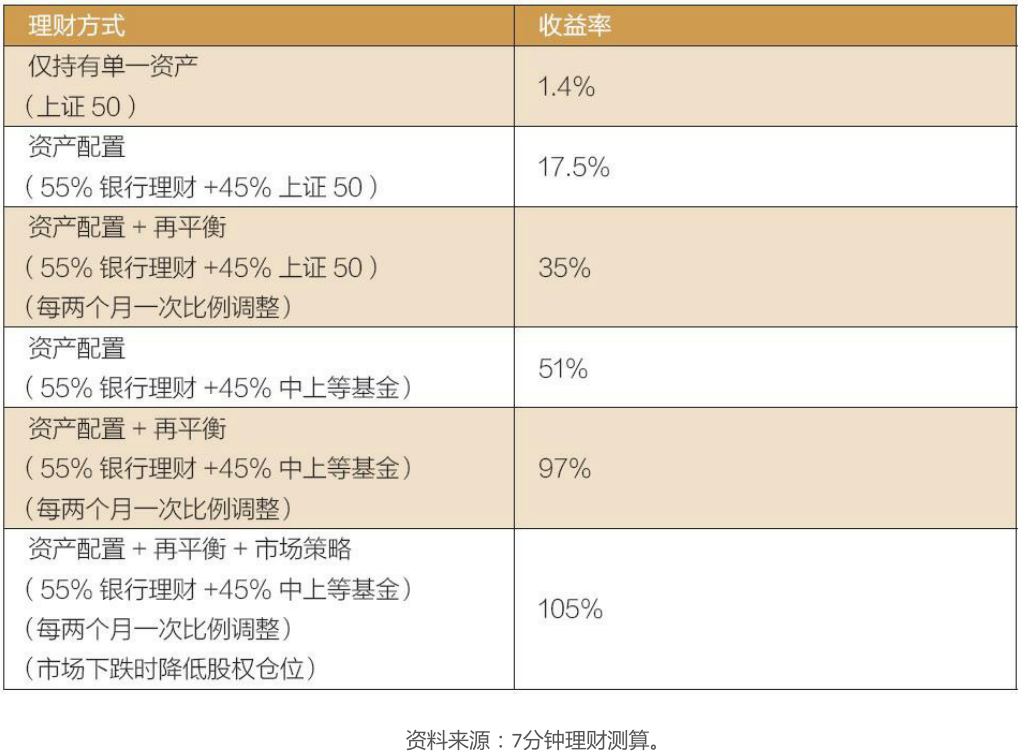 理财方式
收益率
仅持有单一资产
（上证 50）
1.4%
资产配置
（55% 银行理财 +45% 上证 50）
17.5%
资产配置 + 再平衡
（55% 银行理财 +45% 上证 50）
（每两个月一次比例调整）
35%
资产配置
（55% 银行理财 +45% 中上等基金）
51%
资产配置 + 再平衡
（55% 银行理财 +45% 中上等基金）
（每两个月一次比例调整）
97%
资产配置 + 再平衡 + 市场策略
（55% 银行理财 +45% 中上等基金）
（每两个月一次比例调整）
（市场下跌时降低股权仓位）
105%
资料来源：7分钟理财测算。